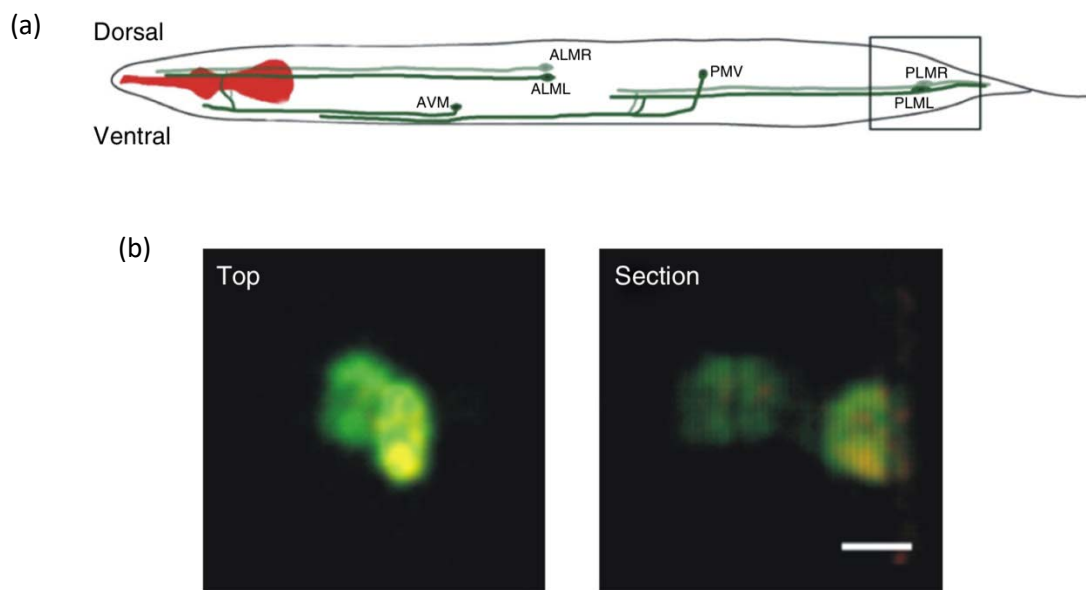 (a)
Dorsal
ALMR
ALML
PMV
AVM
PLMR
PLML
Ventral
(b)
Top
Section